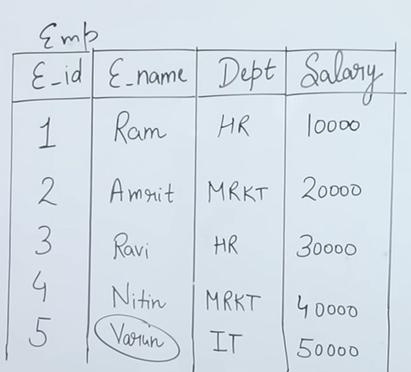 Emp
E_id E_name Dept Salary
1 Ram HR 10000
2 Amrit MRKT 20000
3 Ravi HR 30000
4 Nitin MRKT 40000
5 Varun IT 50000